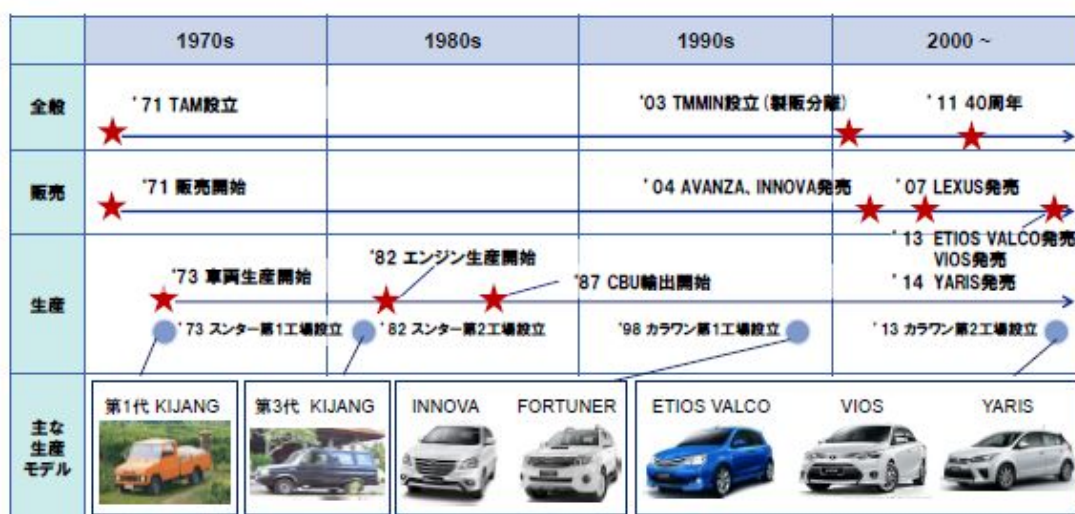 1970s
1980s
1990s
2000 ~
全般
'71 TAM設立
'03 TMMIN設立(製販分離)
'11 40周年
販売
'71 販売開始
'04 AVANZA、INNOVA発売
'07 LEXUS発売
'13 ETIOS VALCO発売
VIOS発売
'14 YARIS発売
生産
'73 車両生産開始
'82 エンジン生産開始
'87 CBU輸出開始
'73 スンター第1工場設立
'82 スンター第2工場設立
'98 カラワン第1工場設立
'13 カラワン第2工場設立
主な
生産
モデル
第1代 KIJANG
第3代 KIJANG
INNOVA
FORTUNER
ETIOS VALCO
VIOS
YARIS